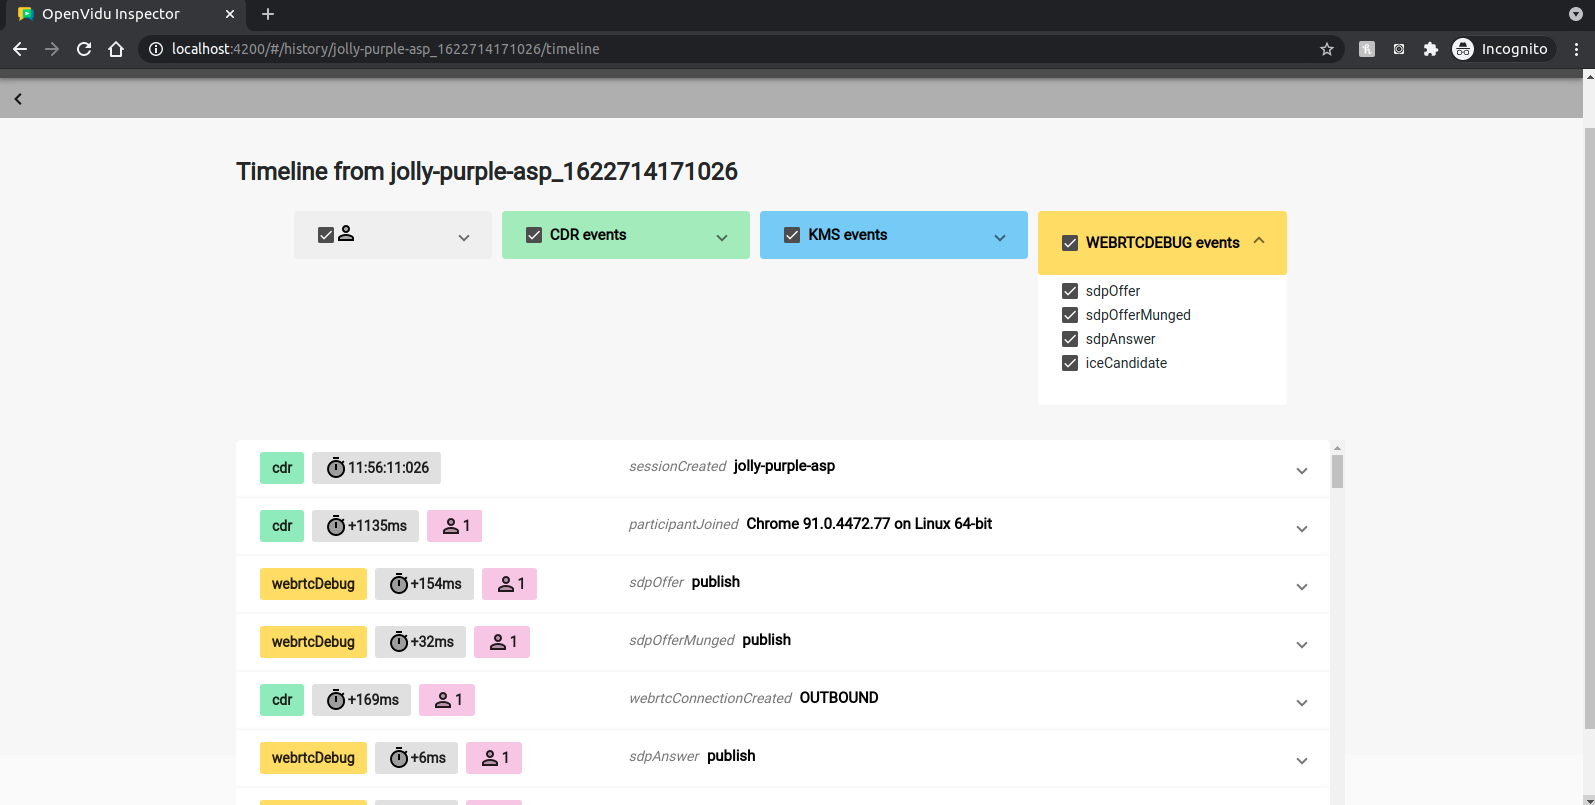 OpenVidu Inspector
localhost:4200/#/history/jolly-purple-asp_1622714171026/timeline
Incognito
Timeline from jolly-purple-asp_1622714171026
CDR events
KMS events
WEBRTCDEBUG events
sdpOffer
sdpOfferMunged
sdpAnswer
iceCandidate
cdr 11:56:11:026 sessionCreated jolly-purple-asp
cdr +1135ms 1 participantJoined Chrome 91.0.4472.77 on Linux 64-bit
webrtcDebug +154ms 1 sdpOffer publish
webrtcDebug +32ms 1 sdpOfferMunged publish
cdr +169ms 1 webrtcConnectionCreated OUTBOUND
webrtcDebug +6ms 1 sdpAnswer publish